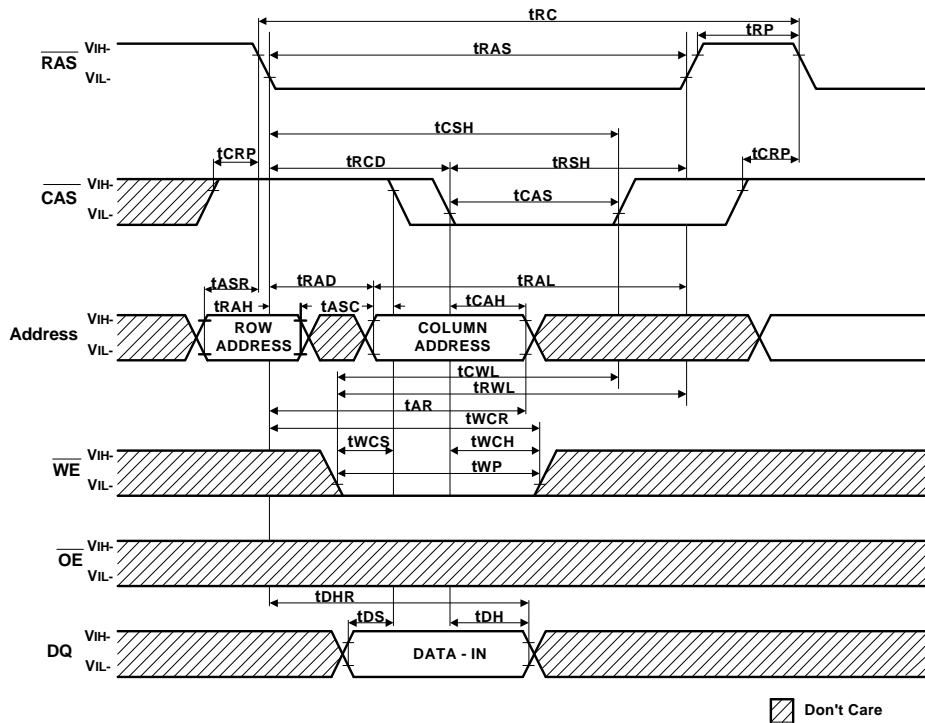 tRC
tRP
VIH-
RAS
tRAS
VIL-
tCSH
tCRP
tRCD
tRSH
tCRP
VIH-
CAS
tCAS
VIL-
tASR
tRAD
tRAL
tRAH
tASC
tCAH
VIH-
Address
ROW ADDRESS
COLUMN ADDRESS
VIL-
tCWL
tRWL
tAR
tWCR
tWCS
tWCH
VIH-
WE
tWP
VIL-
VIH-
OE
VIL-
tDHR
tDS
tDH
VIH-
DQ
DATA - IN
VIL-
Don't Care